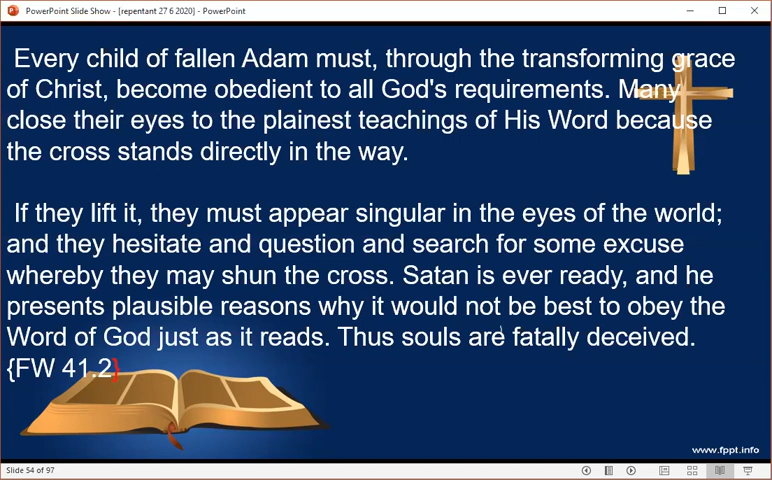 PowerPoint Slide Show - [repentant 27 6 2020] - PowerPoint
Every child of fallen Adam must, through the transforming grace
of Christ, become obedient to all God's requirements. Many
close their eyes to the plainest teachings of His Word because
the cross stands directly in the way.
If they lift it, they must appear singular in the eyes of the world;
and they hesitate and question and search for some excuse
whereby they may shun the cross. Satan is ever ready, and he
presents plausible reasons why it would not be best to obey the
Word of God just as it reads. Thus souls are fatally deceived.
{FW 41.2}
www.fppt.info
Slide 54 of 97